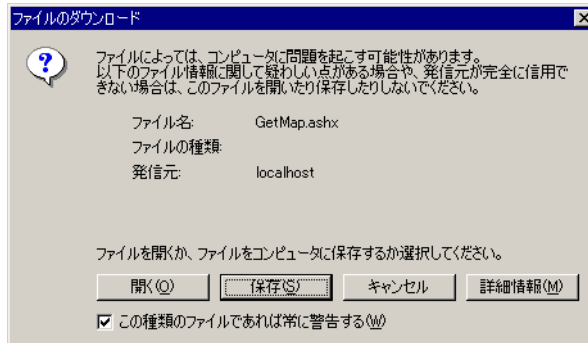 ファイルのダウンロード
ファイルによっては、コンピュータに問題を起こす可能性があります。
以下のファイル情報に関して疑わしい点がある場合や、発信元が完全に信用で
きない場合は、このファイルを開いたり保存したりしないでください。
ファイル名: GetMap.ashx
ファイルの種類:
発信元: localhost
ファイルを開くか、ファイルをコンピュータに保存するか選択してください。
開く(O) 保存(S) キャンセル 詳細情報(M)
この種類のファイルであれば常に警告する(W)